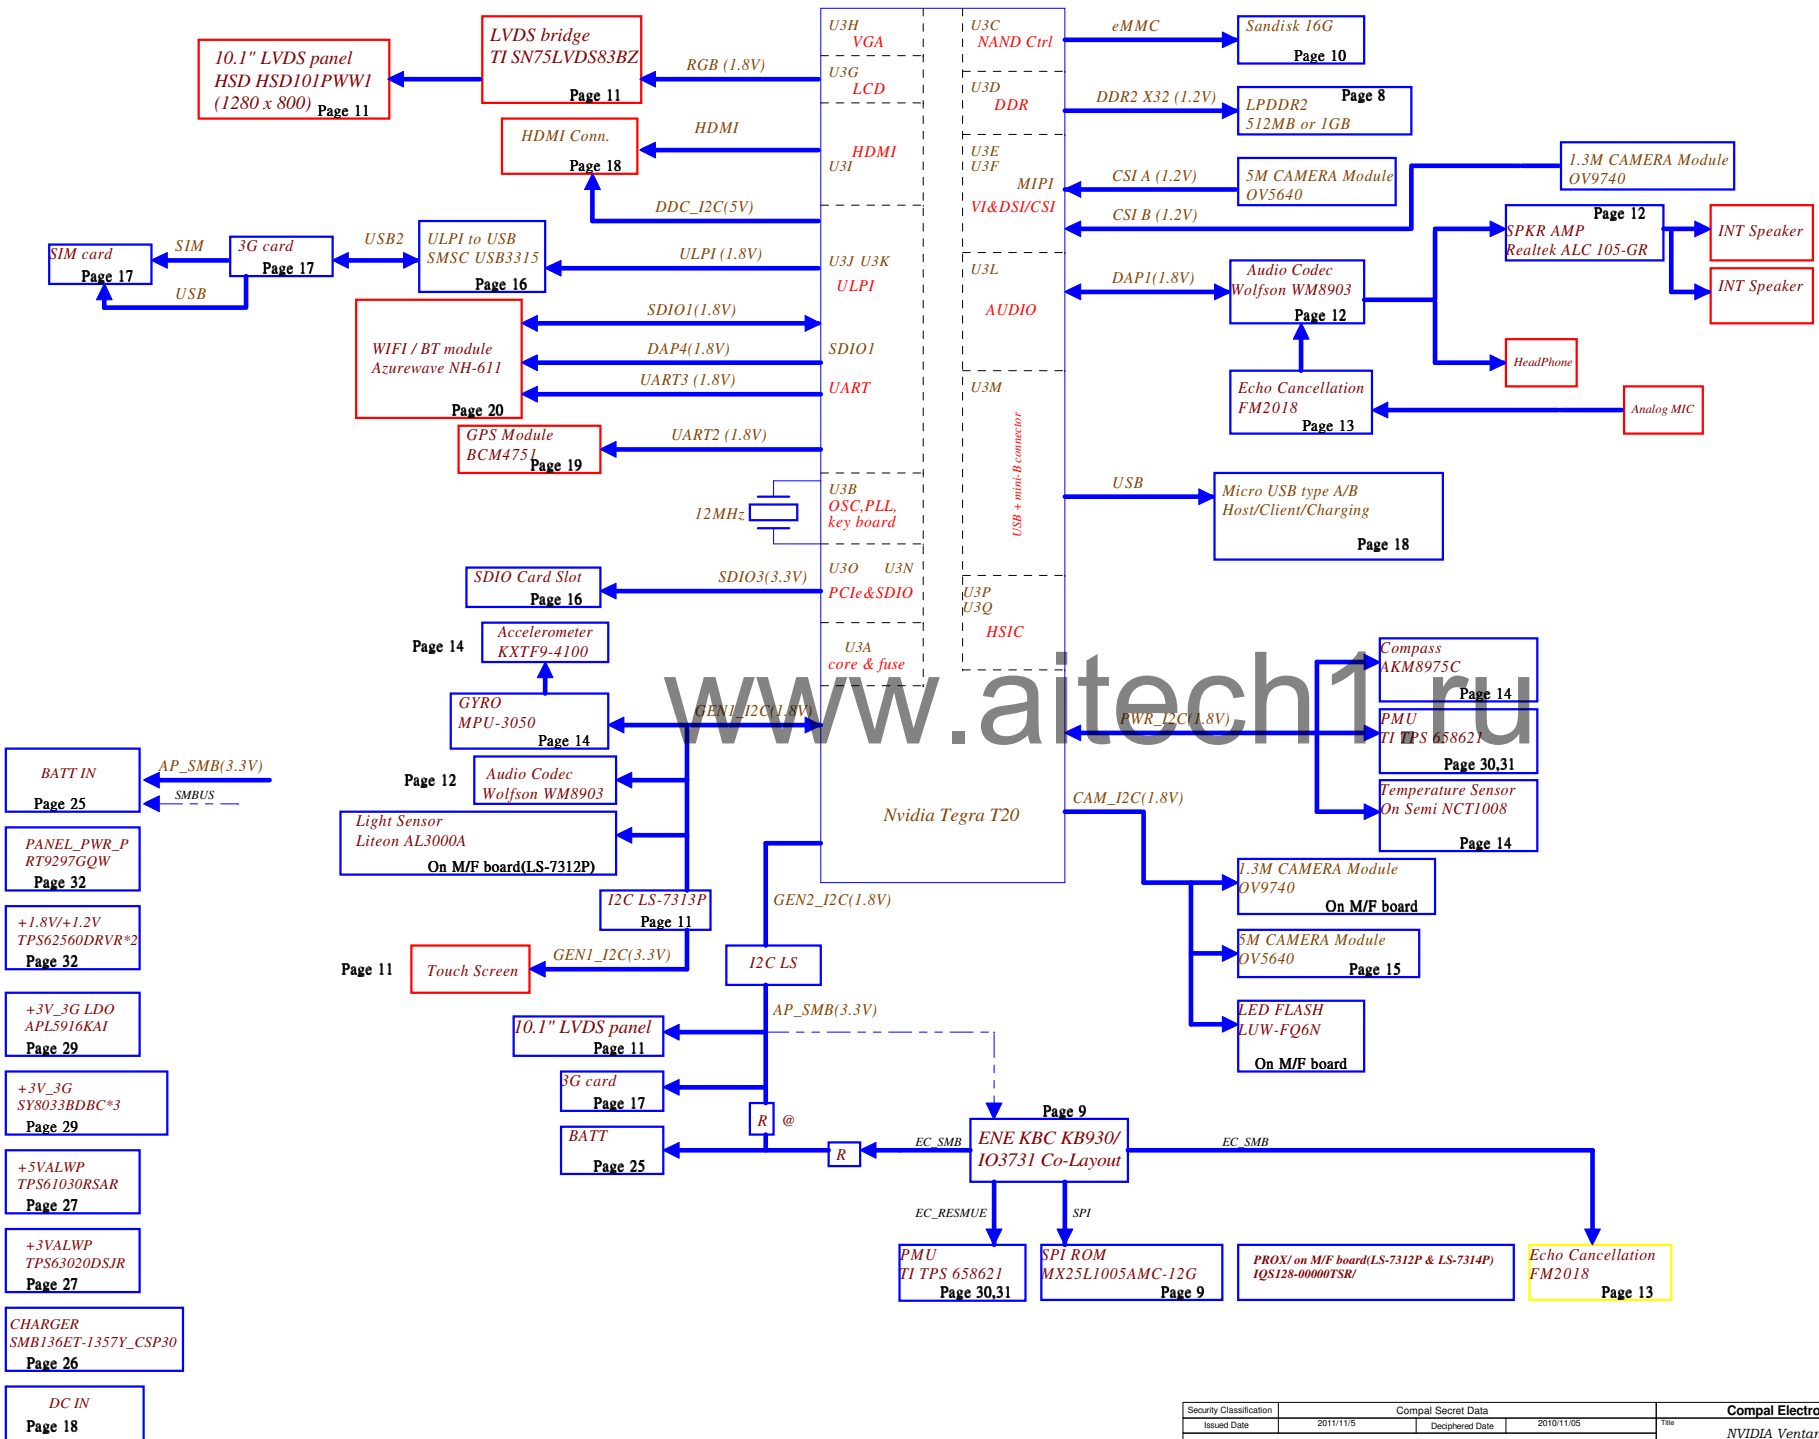 10.1" LVDS panel
HSD HSD101PWW1
(1280 x 800) Page 11
LVDS bridge
TI SN75LVDS83BZ
Page 11
RGB (1.8V)
HDMI Conn.
Page 18
HDMI
DDC_I2C(5V)
SIM card
Page 17
SIM
USB
3G card
Page 17
USB2
ULPI to USB
SMSC USB3315
Page 16
ULPI (1.8V)
WIFI / BT module
Azurewave NH-611
Page 20
SDIO1(1.8V)
DAP4(1.8V)
UART3 (1.8V)
GPS Module
BCM4751
Page 19
UART2 (1.8V)
12MHz
SDIO Card Slot
Page 16
SDIO3(3.3V)
Page 14
Accelerometer
KXTF9-4100
GYRO
MPU-3050
Page 14
GEN1_I2C(1.8V)
Page 12
Audio Codec
Wolfson WM8903
Light Sensor
Liteon AL3000A
On M/F board(LS-7312P)
I2C LS-7313P
Page 11
GEN1_I2C(3.3V)
Page 11
Touch Screen
U3H
VGA
U3G
LCD
HDMI
U3I
U3J U3K
ULPI
SDIO1
UART
U3B
OSC,PLL,
key board
U3O U3N
PCIe&SDIO
U3A
core & fuse
U3C
NAND Ctrl
U3D
DDR
U3E
U3F
MIPI
VI&DSI/CSI
U3L
AUDIO
U3M
USB + mini-B connector
U3P
U3Q
HSIC
Nvidia Tegra T20
eMMC
Sandisk 16G
Page 10
DDR2 X32 (1.2V)
Page 8
LPDDR2
512MB or 1GB
CSI A (1.2V)
5M CAMERA Module
OV5640
CSI B (1.2V)
1.3M CAMERA Module
OV9740
DAP1(1.8V)
Audio Codec
Wolfson WM8903
Page 12
Page 12
SPKR AMP
Realtek ALC 105-GR
INT Speaker
INT Speaker
HeadPhone
Echo Cancellation
FM2018
Page 13
Analog MIC
USB
Micro USB type A/B
Host/Client/Charging
Page 18
www.aitech1.ru
PWR_I2C(1.8V)
Compass
AKM8975C
Page 14
PMU
TI TPS 658621
Page 30,31
Temperature Sensor
On Semi NCT1008
Page 14
CAM_I2C(1.8V)
1.3M CAMERA Module
OV9740
On M/F board
5M CAMERA Module
OV5640
Page 15
LED FLASH
LUW-FQ6N
On M/F board
GEN2_I2C(1.8V)
I2C LS
AP_SMB(3.3V)
10.1" LVDS panel
Page 11
3G card
Page 17
R @
BATT
Page 25
R
EC_SMB
Page 9
ENE KBC KB930/
IO3731 Co-Layout
EC_SMB
EC_RESMUE
SPI
PMU
TI TPS 658621
Page 30,31
SPI ROM
MX25L1005AMC-12G
Page 9
PROX/ on M/F board(LS-7312P & LS-7314P)
IQS128-00000TSR/
Echo Cancellation
FM2018
Page 13
BATT IN
Page 25
AP_SMB(3.3V)
SMBUS
PANEL_PWR_P
RT9297GQW
Page 32
+1.8V/+1.2V
TPS62560DRVR*2
Page 32
+3V_3G LDO
APL5916KAI
Page 29
+3V_3G
SY8033BDBC*3
Page 29
+5VALWP
TPS61030RSAR
Page 27
+3VALWP
TPS63020DSJR
Page 27
CHARGER
SMB136ET-1357Y_CSP30
Page 26
DC IN
Page 18
Security Classification
Compal Secret Data
Issued Date
2011/11/5
Deciphered Date
2010/11/05
Compal Electro
Title
NVIDIA Ventan